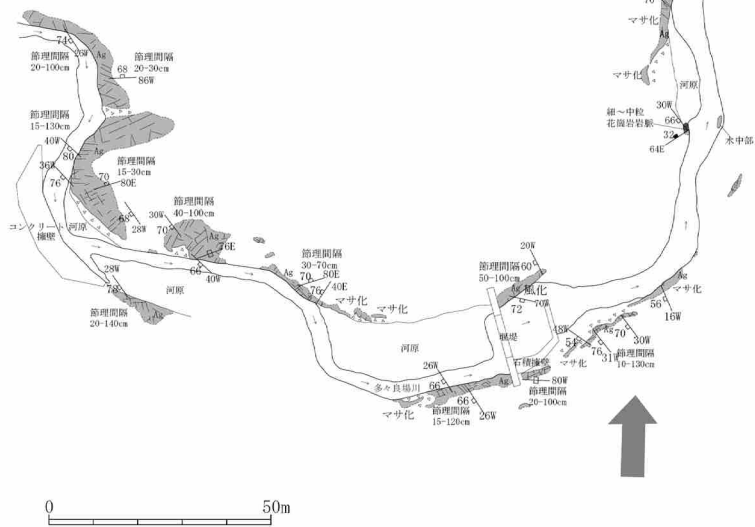 70
マサ化
Ag
マサ化
河原
74
26W
Ag
節理間隔
20-100cm
68
節理間隔
20-30cm
86W
節理間隔
15-130cm
40W
80
36W
76
Ag
節理間隔
15-30cm
70
80E
コンクリート
擁壁
河原
68
28W
30W
節理間隔
40-100cm
70
Ag
76E
66
40W
28W
78
河原
節理間隔
20-140cm
Ag
節理間隔
30-70cm
Ag
70
80E
76
40E
マサ化
マサ化
河原
30W
細～中粒
花崗岩岩脈
66
32
64E
水中部
20W
節理間隔
50-100cm
60
Ag
風化
72
70W
堰堤
石積擁壁
26W
66
多々良場川
Ag
80W
マサ化
66
節理間隔
15-120cm
26W
節理間隔
20-100cm
Ag
マサ化
56
16W
48W
54
Ag
70
30W
76
31W
節理間隔
10-130cm
マサ化
0
50m